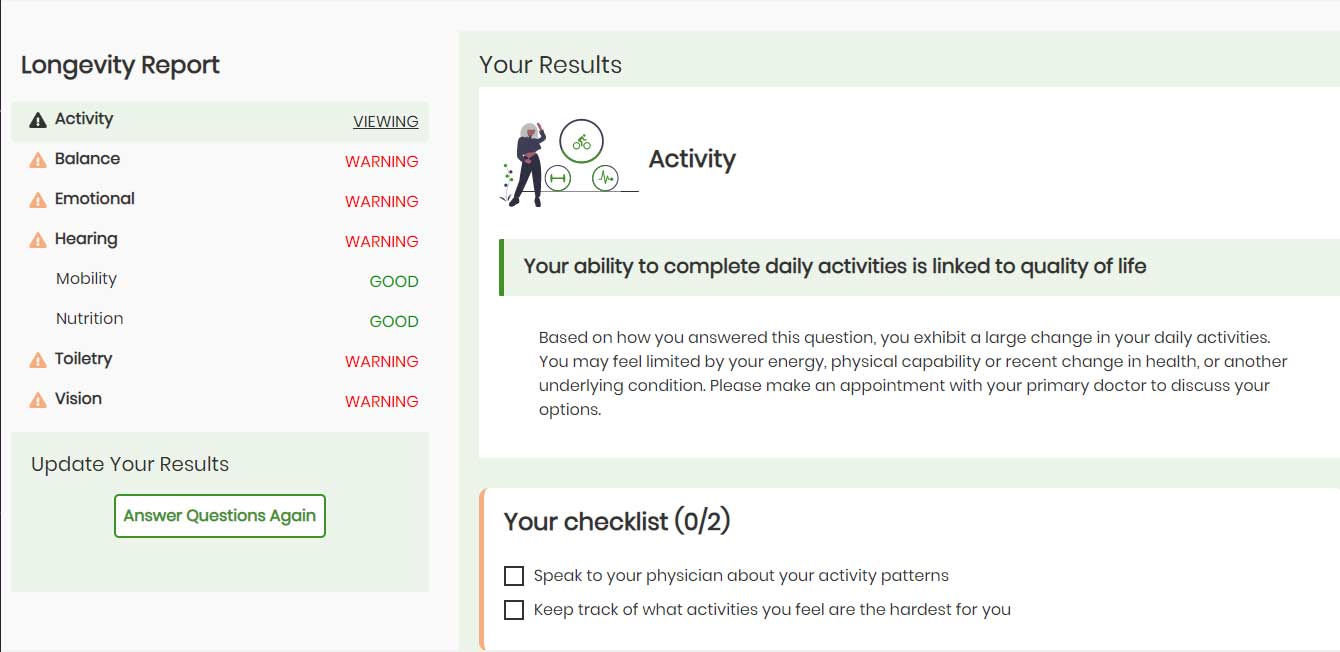 Longevity Report
Activity VIEWING
Balance WARNING
Emotional WARNING
Hearing WARNING
Mobility GOOD
Nutrition GOOD
Toiletry WARNING
Vision WARNING
Update Your Results
Answer Questions Again
Your Results
Activity
Your ability to complete daily activities is linked to quality of life
Based on how you answered this question, you exhibit a large change in your daily activities.
You may feel limited by your energy, physical capability or recent change in health, or another
underlying condition. Please make an appointment with your primary doctor to discuss your
options.
Your checklist (0/2)
Speak to your physician about your activity patterns
Keep track of what activities you feel are the hardest for you